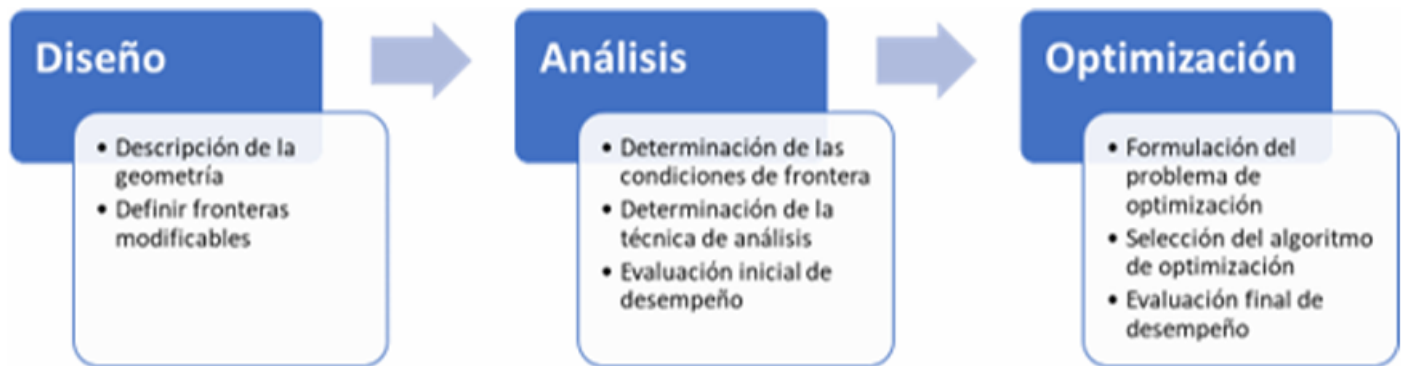 Diseño
• Descripción de la
geometría
• Definir fronteras
modificables
Análisis
• Determinación de las
condiciones de frontera
• Determinación de la
técnica de análisis
• Evaluación inicial de
desempeño
Optimización
• Formulación del
problema de
optimización
• Selección del algoritmo
de optimización
• Evaluación final de
desempeño